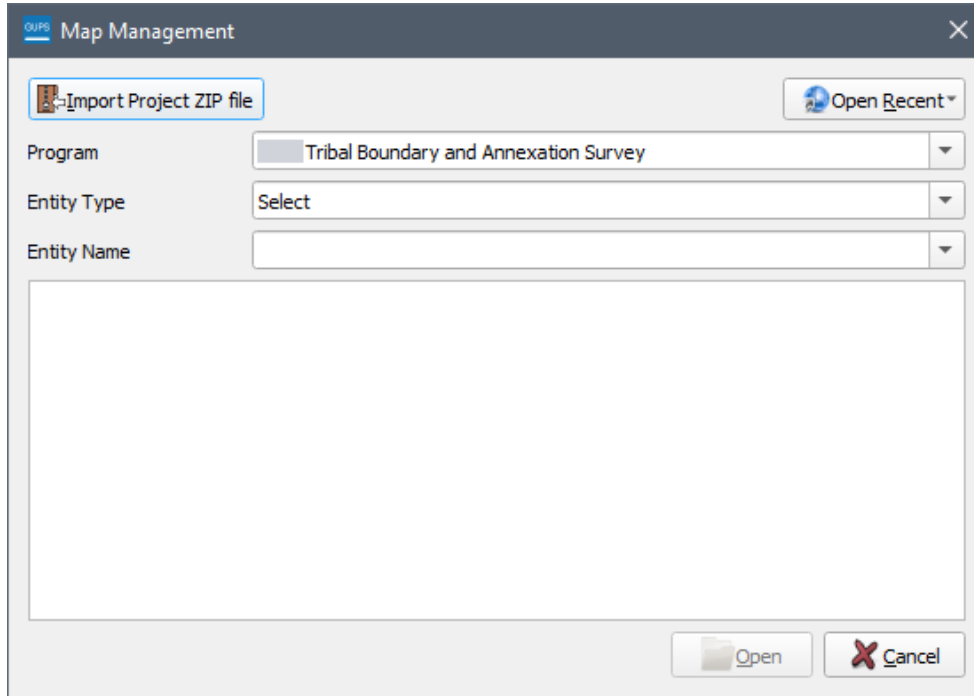 GUPS Map Management
Import Project ZIP file Open Recent
Program Tribal Boundary and Annexation Survey
Entity Type Select
Entity Name
Open Cancel